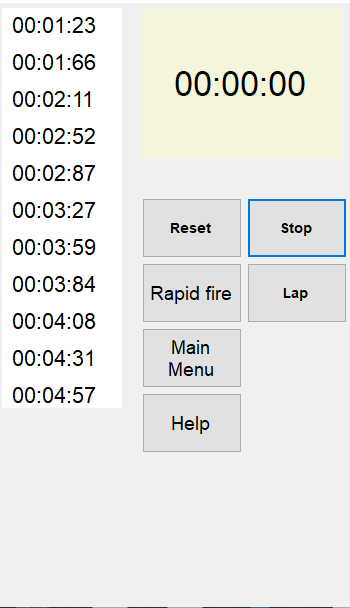 00:01:23
00:01:66
00:02:11
00:02:52
00:02:87
00:03:27
00:03:59
00:03:84
00:04:08
00:04:31
00:04:57
00:00:00
Reset
Stop
Rapid fire
Lap
Main
Menu
Help